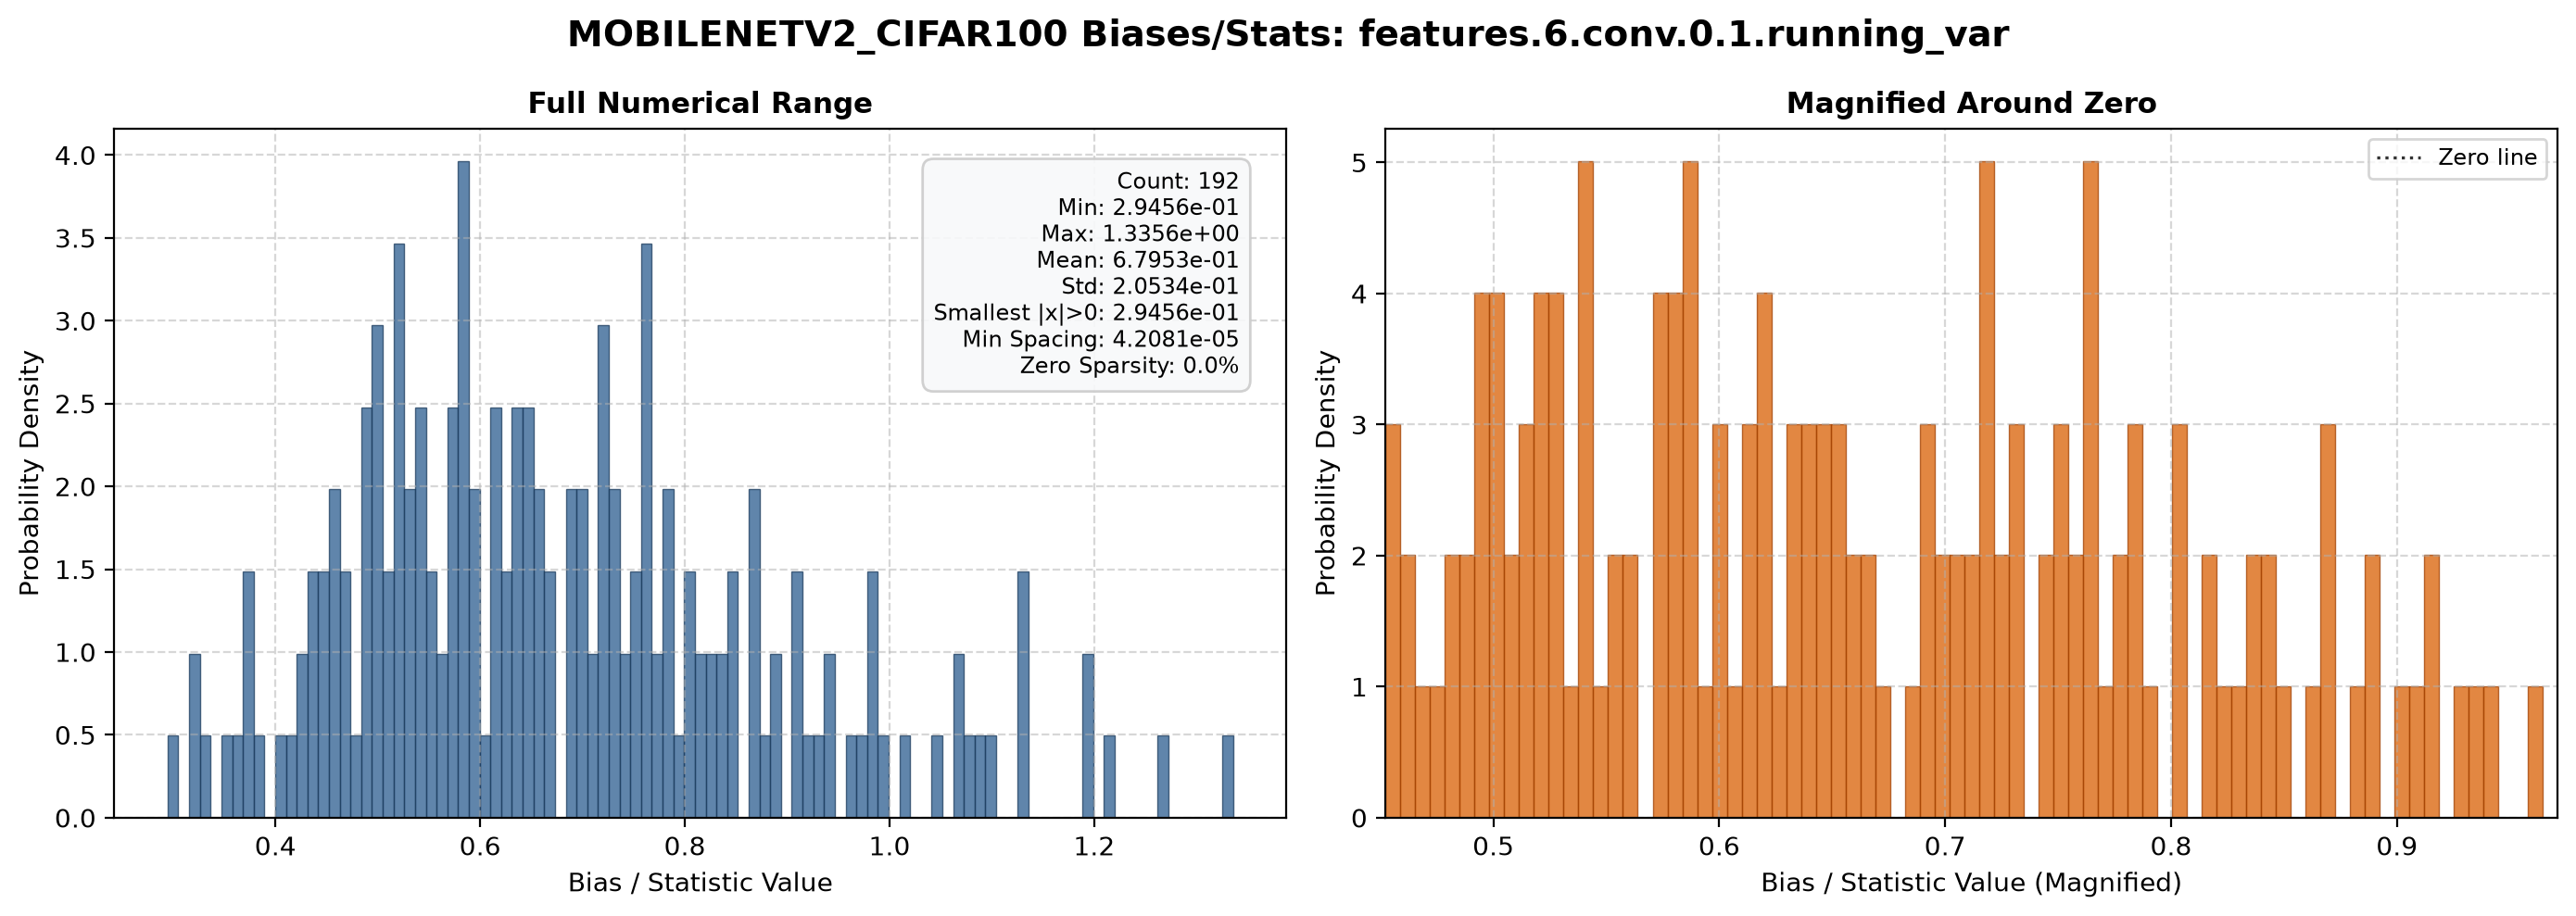 MOBILENETV2_CIFAR100 Biases/Stats: features.6.conv.0.1.running_var
Full Numerical Range
Probability Density
4.0
3.5
3.0
2.5
2.0
1.5
1.0
0.5
0.0
Count: 192
Min: 2.9456e-01
Max: 1.3356e+00
Mean: 6.7953e-01
Std: 2.0534e-01
Smallest |x|>0: 2.9456e-01
Min Spacing: 4.2081e-05
Zero Sparsity: 0.0%
0.4 0.6 0.8 1.0 1.2
Bias / Statistic Value
Magnified Around Zero
Probability Density
5
4
3
2
1
0
Zero line
0.5 0.6 0.7 0.8 0.9
Bias / Statistic Value (Magnified)